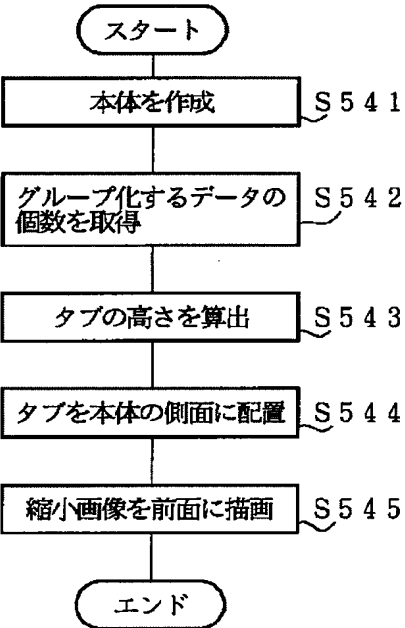 スタート
本体を作成 S541
グループ化するデータの S542
個数を取得
タブの高さを算出 S543
タブを本体の側面に配置 S544
縮小画像を前面に描画 S545
エンド